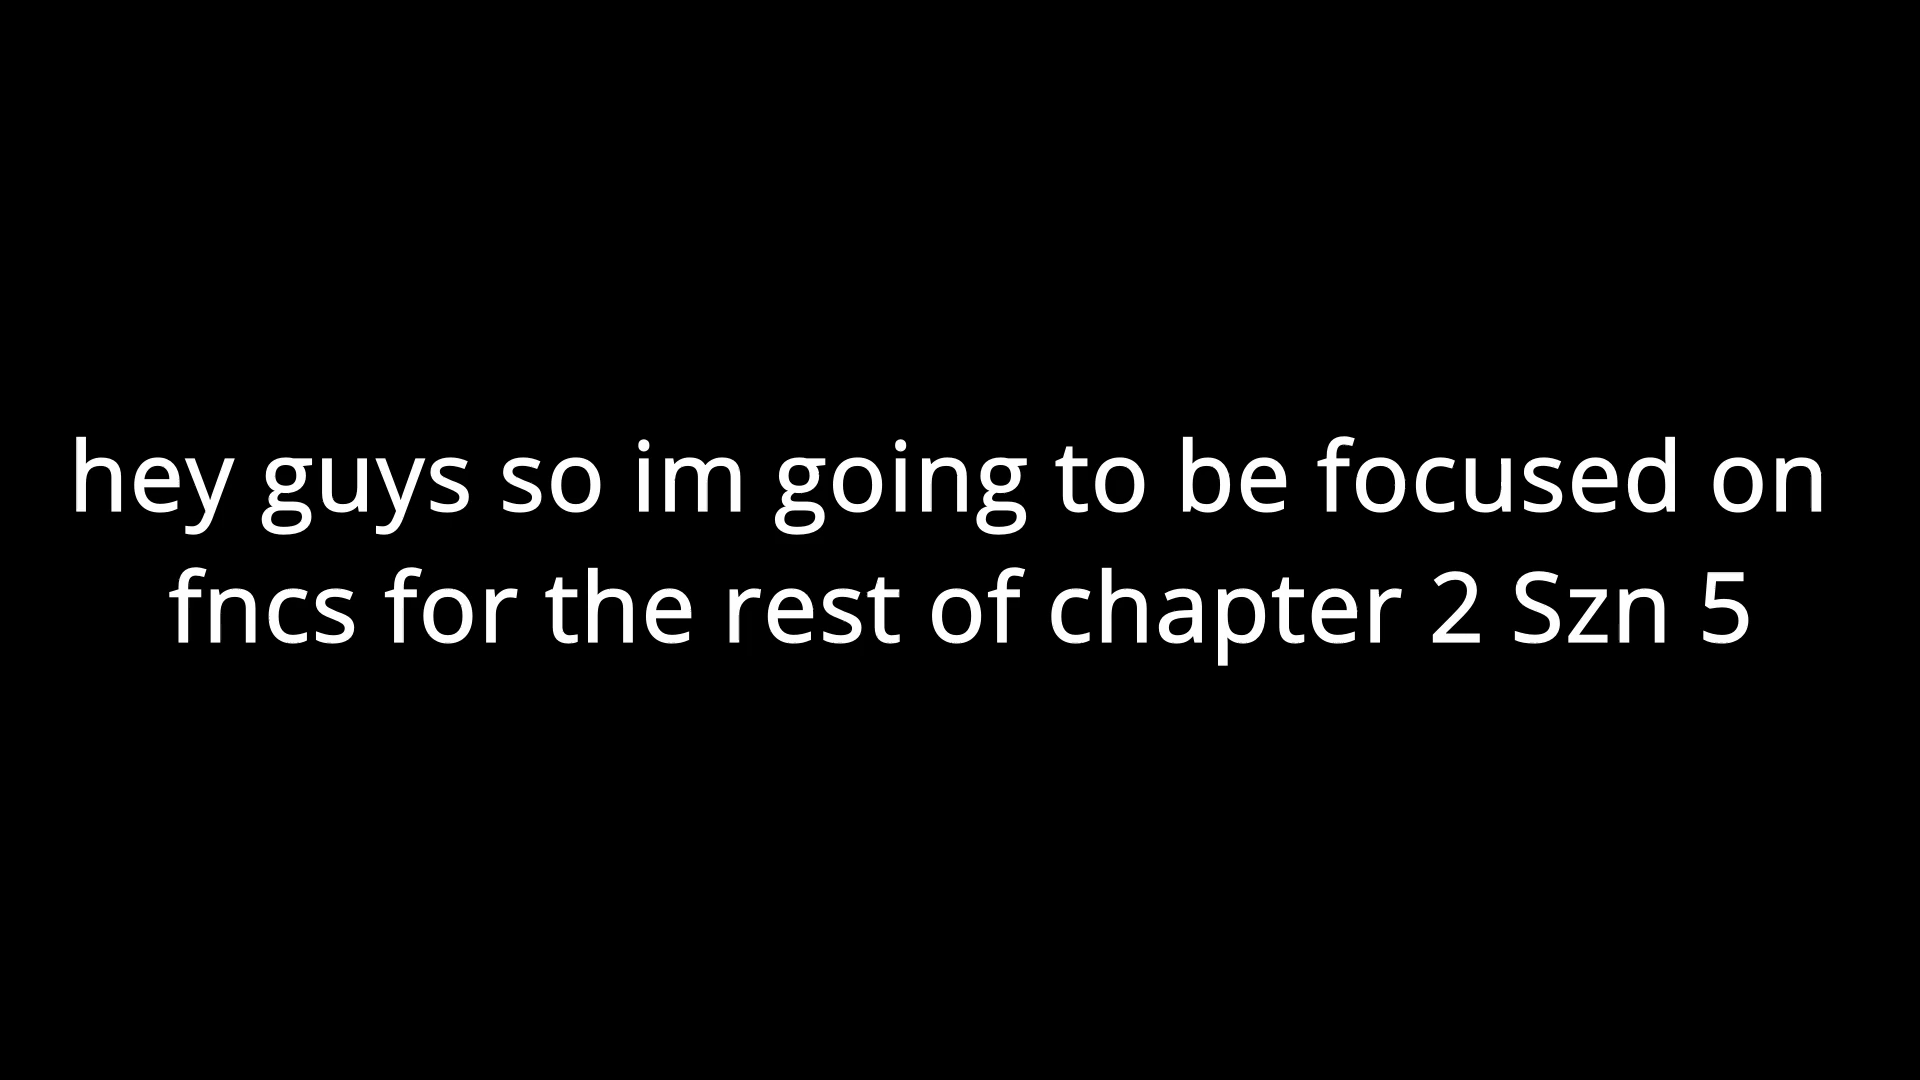 hey guys so im going to be focused on
fncs for the rest of chapter 2 Szn 5